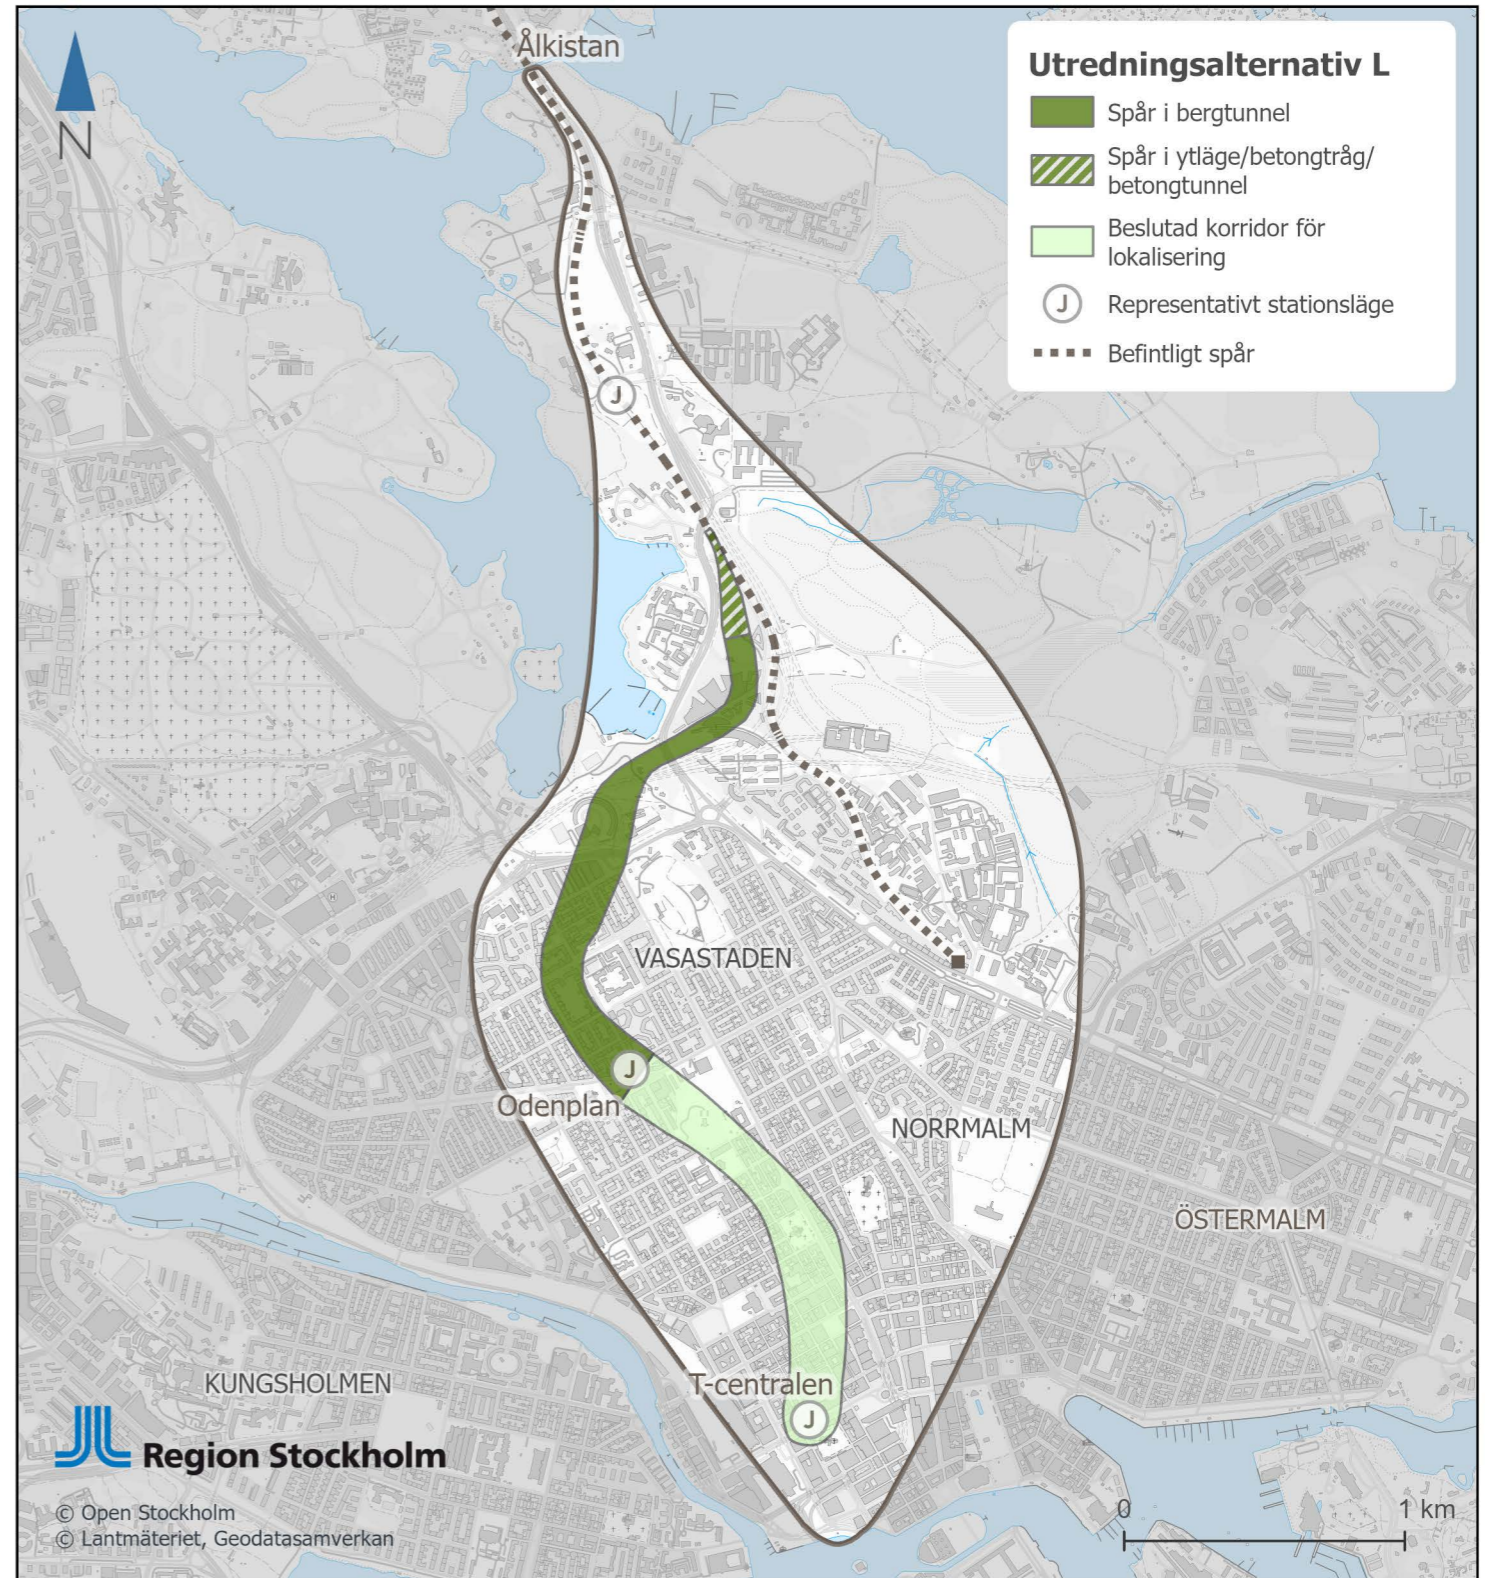 Ålkistan
Utredningsalternativ L
Spår i bergtunnel
Spår i ytläge/betongtråg/
betongtunnel
Beslutad korridor för
lokalisering
J
Representativt stationsläge
Befintligt spår
N
J
VASASTADEN
J
Odenplan
NORRMALM
ÖSTERMALM
KUNGSHOLMEN
T-centralen
J
Region Stockholm
© Open Stockholm
© Lantmäteriet, Geodatasamverkan
0
1 km